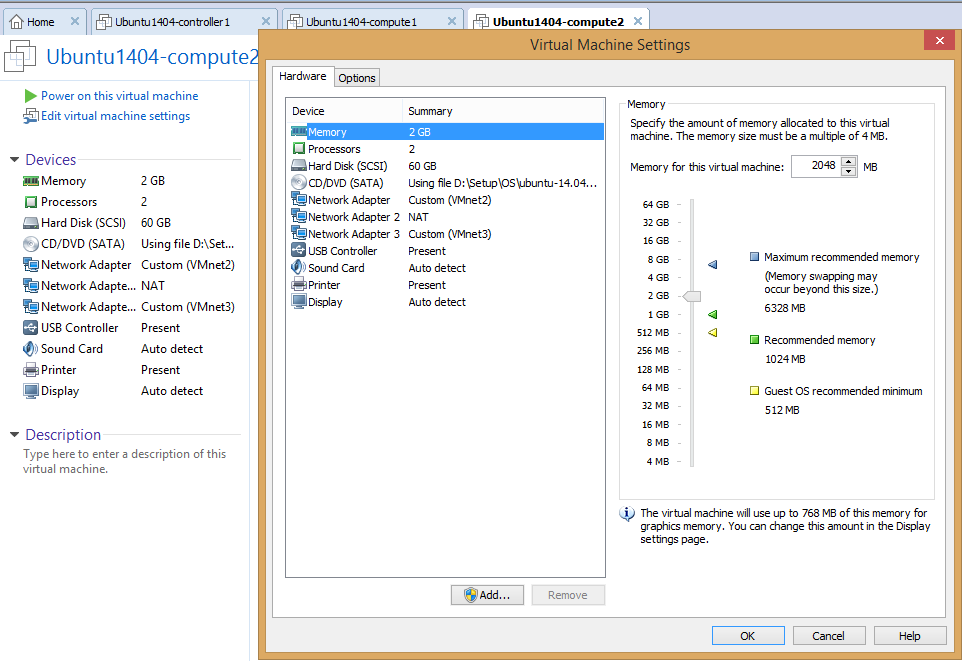 Home
Ubuntu1404-controller1
Ubuntu1404-compute1
Ubuntu1404-compute2
Ubuntu1404-compute2
Power on this virtual machine
Edit virtual machine settings
Devices
Memory 2 GB
Processors 2
Hard Disk (SCSI) 60 GB
CD/DVD (SATA) Using file D:\Set...
Network Adapter Custom (VMnet2)
Network Adapte... NAT
Network Adapte... Custom (VMnet3)
USB Controller Present
Sound Card Auto detect
Printer Present
Display Auto detect
Description
Type here to enter a description of this
virtual machine.
Virtual Machine Settings
Hardware
Options
Device Summary
Memory 2 GB
Processors 2
Hard Disk (SCSI) 60 GB
CD/DVD (SATA) Using file D:\Setup\OS\ubuntu-14.04...
Network Adapter Custom (VMnet2)
Network Adapter 2 NAT
Network Adapter 3 Custom (VMnet3)
USB Controller Present
Sound Card Auto detect
Printer Present
Display Auto detect
Add...
Remove
Memory
Specify the amount of memory allocated to this virtual
machine. The memory size must be a multiple of 4 MB.
Memory for this virtual machine: 2048 MB
64 GB
32 GB
16 GB
8 GB
4 GB
2 GB
1 GB
512 MB
256 MB
128 MB
64 MB
32 MB
16 MB
8 MB
4 MB
Maximum recommended memory
(Memory swapping may
occur beyond this size.)
6328 MB
Recommended memory
1024 MB
Guest OS recommended minimum
512 MB
The virtual machine will use up to 768 MB of this memory for
graphics memory. You can change this amount in the Display
settings page.
OK
Cancel
Help